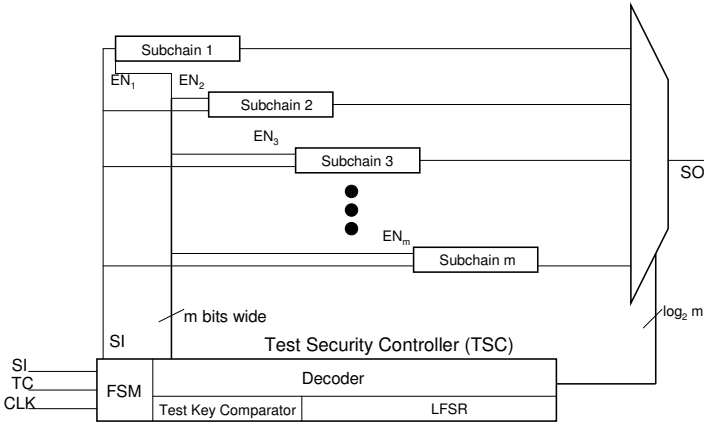 Subchain 1
EN1 EN2
Subchain 2
EN3
Subchain 3
SO
ENm
Subchain m
m bits wide
log2 m
SI
Test Security Controller (TSC)
SI
TC
CLK
FSM
Decoder
Test Key Comparator
LFSR